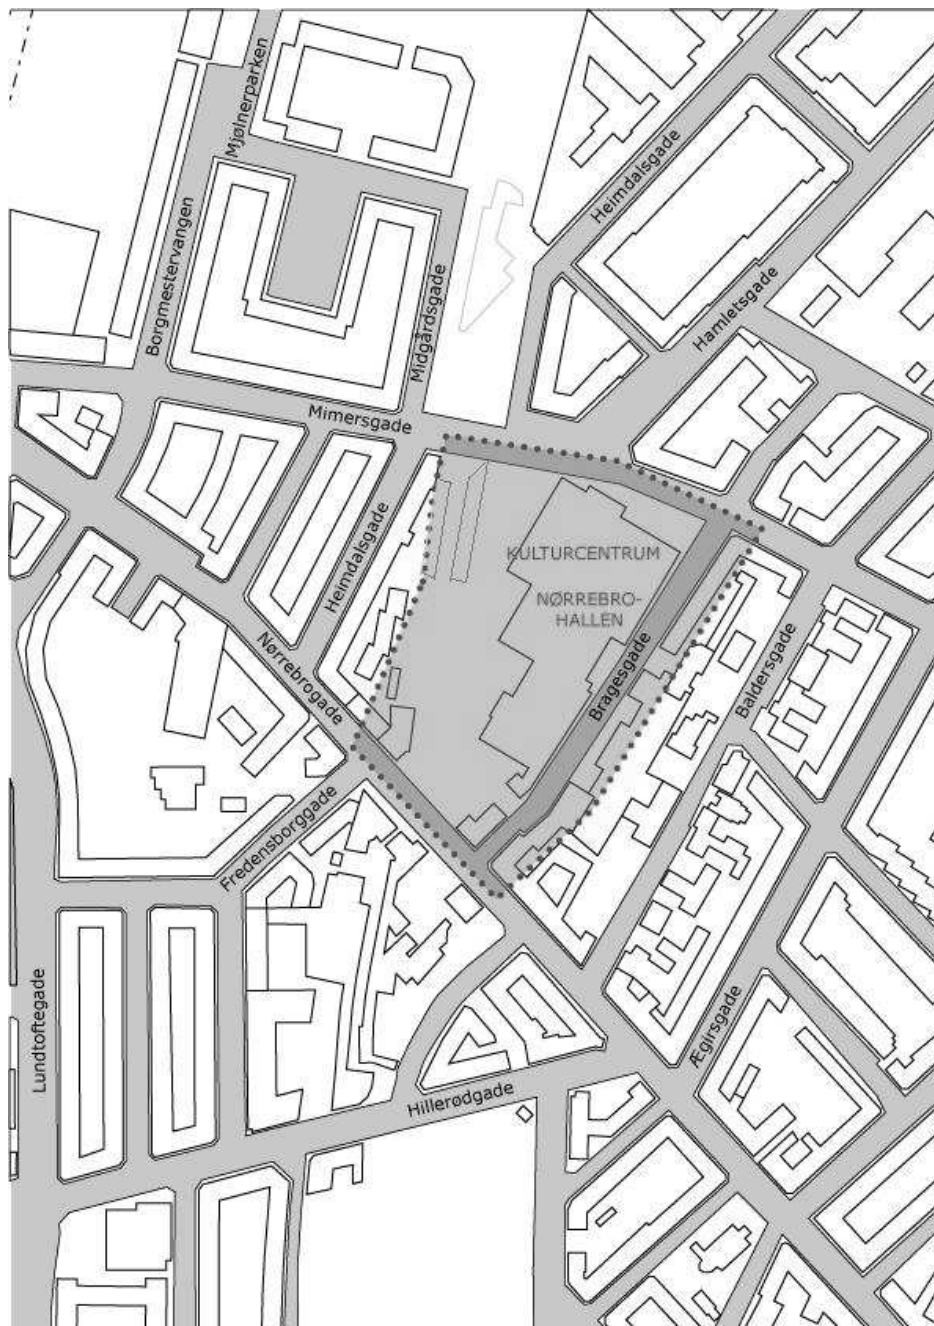 Mjølnerparken
Heimdalsgade
Borgmestervangen
Midgårdsgade
Hamletsgade
Mimersgade
Heimdalsgade
KULTURCENTRUM
NØRREBRO-
HALLEN
Nørrebrogade
Bragesgade
Baldersgade
Fredensborggade
Lundtoftegade
Ægirsgade
Hillerødgade